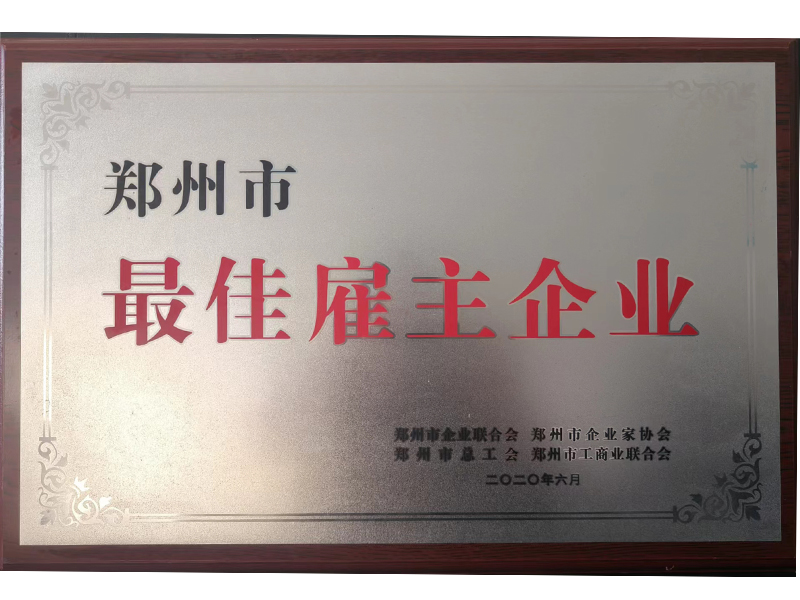 郑州市
最佳雇主企业
郑州市企业联合会 郑州市企业家协会
郑州市总工会 郑州市工商业联合会
二〇二〇年六月